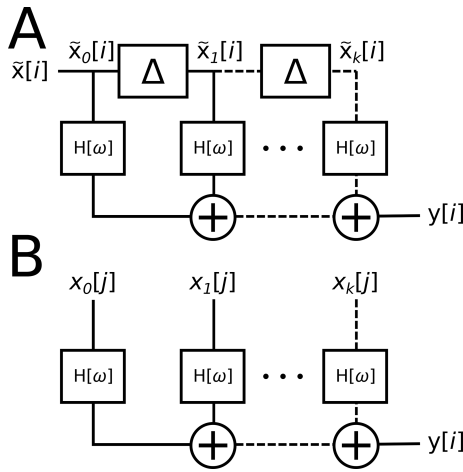 A
x̃₀[i] x̃₁[i] x̃ₖ[i]
x̃[i] Δ Δ
H[ω] H[ω] ... H[ω]
+ + y[i]
B
x₀[j] x₁[j] xₖ[j]
H[ω] H[ω] ... H[ω]
+ + y[i]